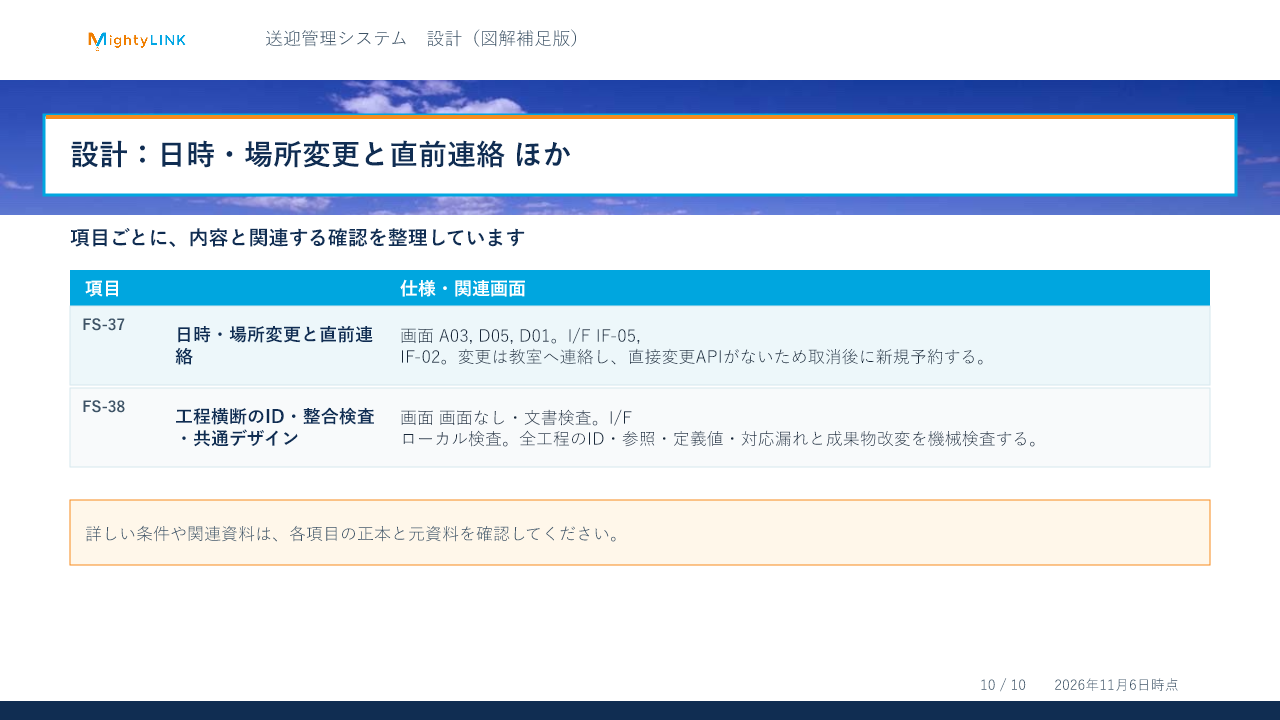 MightyLINK
送迎管理システム　設計（図解補足版）
設計：日時・場所変更と直前連絡 ほか
項目ごとに、内容と関連する確認を整理しています
項目 仕様・関連画面
FS-37
日時・場所変更と直前連
絡
画面 A03, D05, D01。I/F IF-05,
IF-02。変更は教室へ連絡し、直接変更APIがないため取消後に新規予約する。
FS-38
工程横断のID・整合検査
・共通デザイン
画面 画面なし・文書検査。I/F
ローカル検査。全工程のID・参照・定義値・対応漏れと成果物改変を機械検査する。
詳しい条件や関連資料は、各項目の正本と元資料を確認してください。
10 / 10 2026年11月6日時点